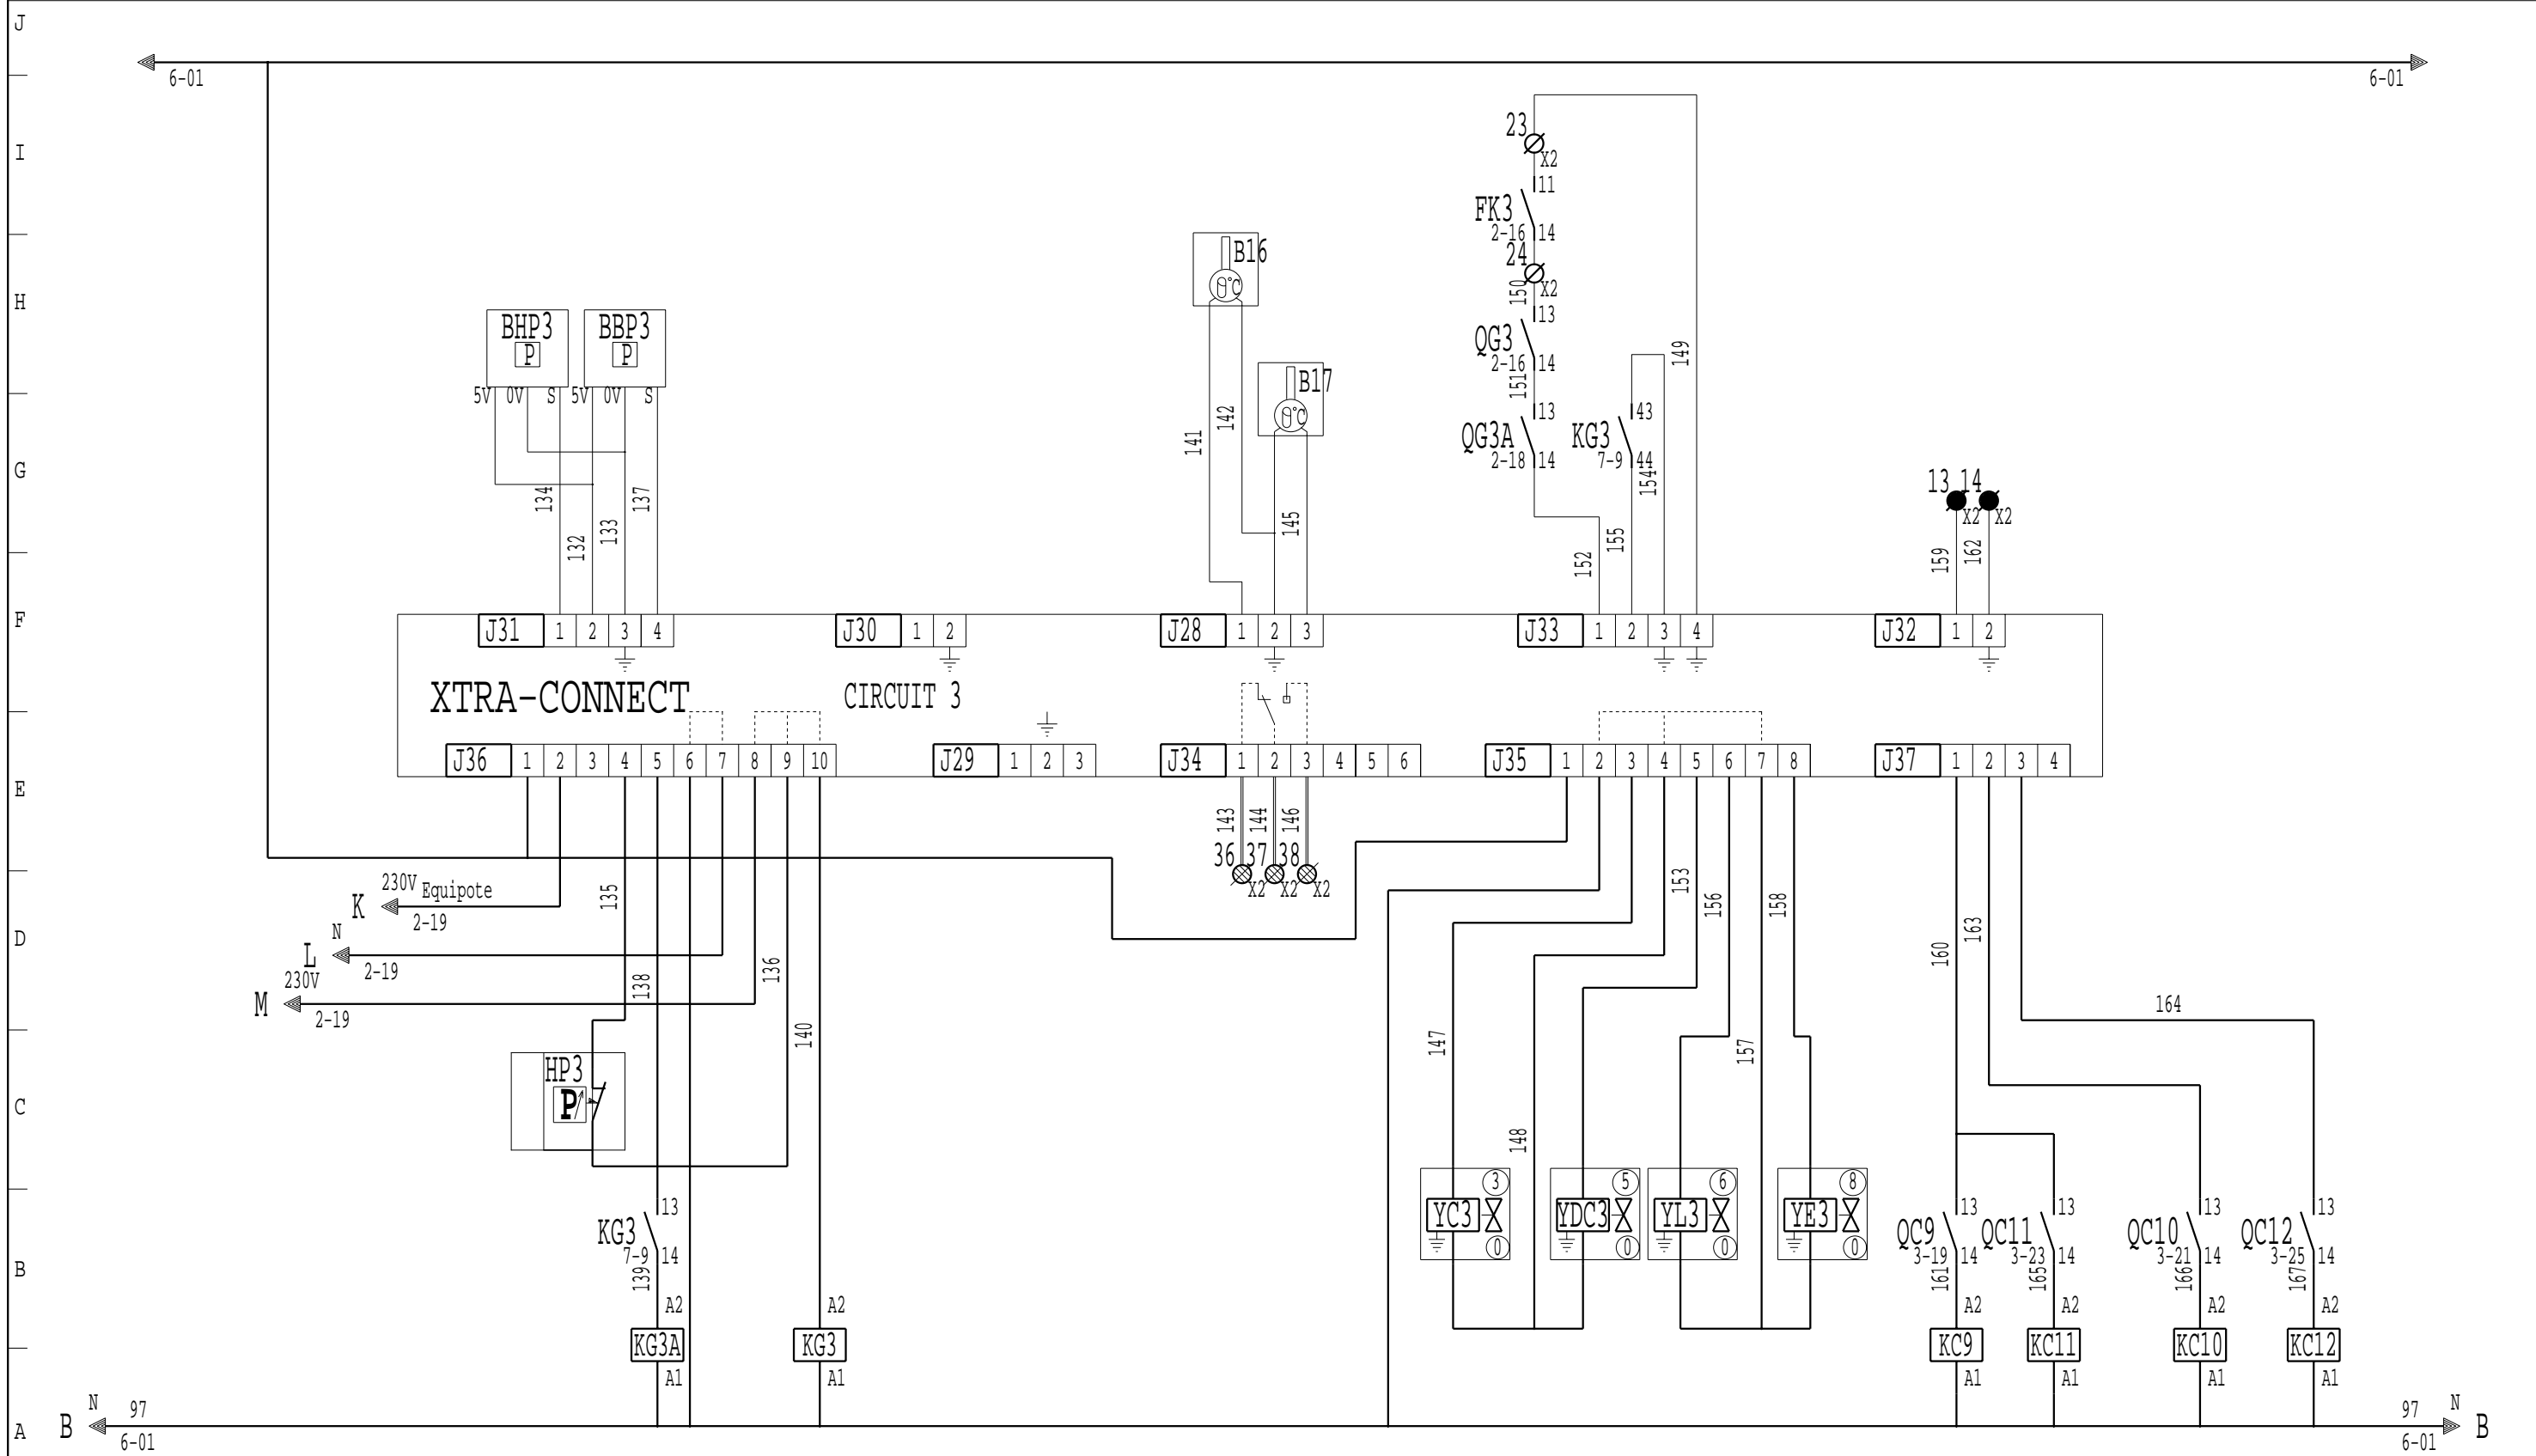 J
6-01 6-01
23
I
X2
11
FK3
2-16 14
24
B16
θ°C
X2
H
150
13
BHP3 BBP3
P P
QG3
2-16 14
149
151
B17
θ°C
5V 0V S 5V 0V S
142
13 43
141
QG3A KG3
2-18 14 7-9 44
G
154
13 14
X2 X2
134 137
145
133
132
155
152
159 162
F
J31 1 2 3 4
J30 1 2
J28 1 2 3
J33 1 2 3 4
J32 1 2
XTRA-CONNECT CIRCUIT 3
J36 1 2 3 4 5 6 7 8 9 10
J29 1 2 3
J34 1 2 3 4 5 6
J35 1 2 3 4 5 6 7 8
J37 1 2 3 4
E
143 144 146
36 37 38
X2 X2 X2
K 230V Equipote
2-19
135
153
156
158
D
N
L
2-19
230V
M
2-19
138
136
160
163
164
140
147
157
HP3
P
C
148
3 5 6 8
YC3 YDC3 YL3 YE3
0 0 0 0
13
KG3
7-9 14
139
B
13 13 13 13
QC9 QC11 QC10 QC12
3-19 14 3-23 14 3-21 14 3-25 14
161 165 166 167
A2 A2 A2 A2 A2 A2
KG3A KG3 KC9 KC11 KC10 KC12
A1 A1 A1 A1 A1 A1
N N
97 97
A
B B
6-01 6-01